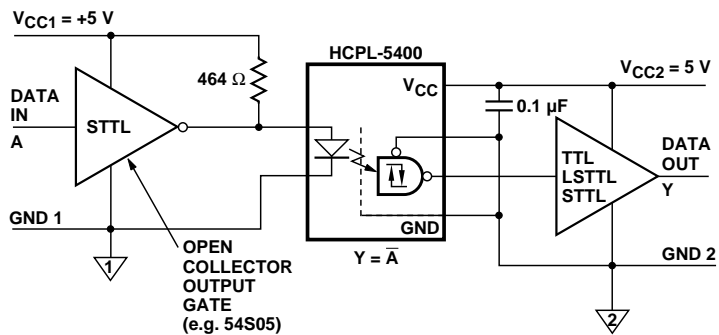 VCC1 = +5 V
HCPL-5400
464 Ω
VCC
VCC2 = 5 V
0.1 µF
DATA
IN
A
STTL
TTL
LSTTL
STTL
DATA
OUT
Y
GND 1
GND
GND 2
Y = A̅
1
2
OPEN
COLLECTOR
OUTPUT
GATE
(e.g. 54S05)